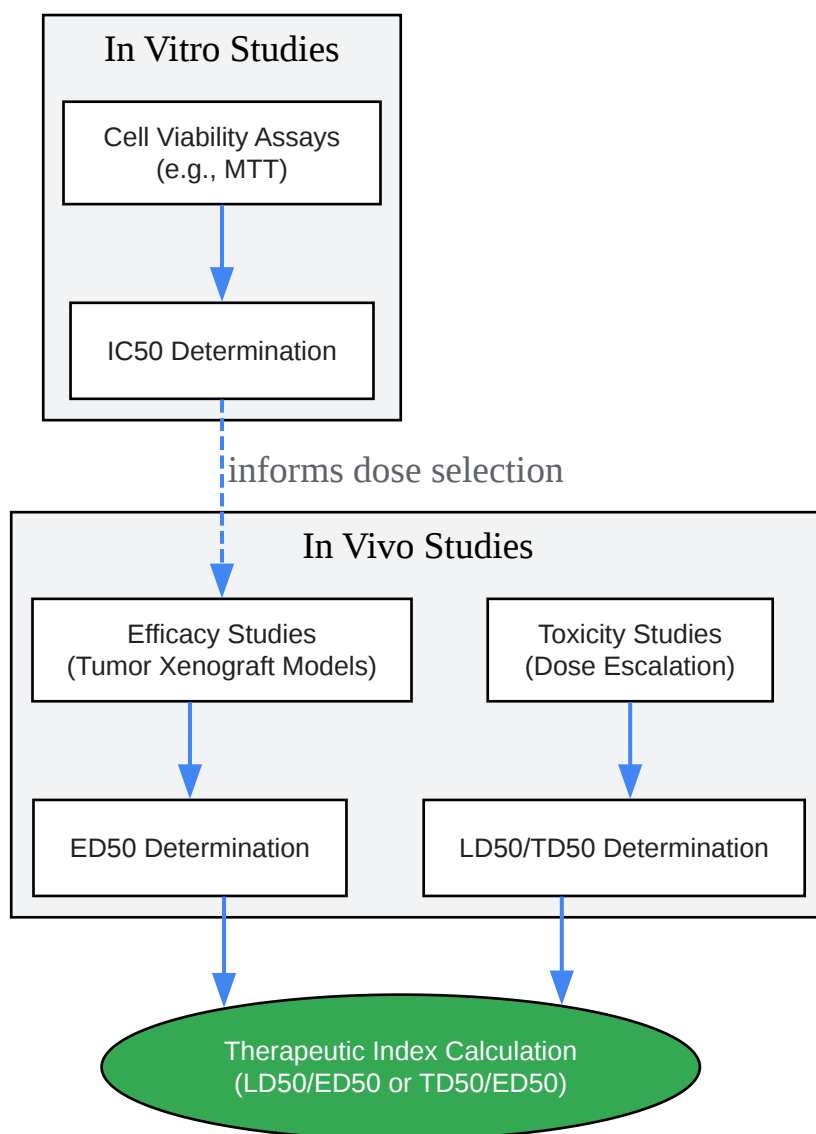 In Vitro Studies
Cell Viability Assays
(e.g., MTT)
IC50 Determination
informs dose selection
In Vivo Studies
Efficacy Studies
(Tumor Xenograft Models)
Toxicity Studies
(Dose Escalation)
ED50 Determination
LD50/TD50 Determination
Therapeutic Index Calculation
(LD50/ED50 or TD50/ED50)